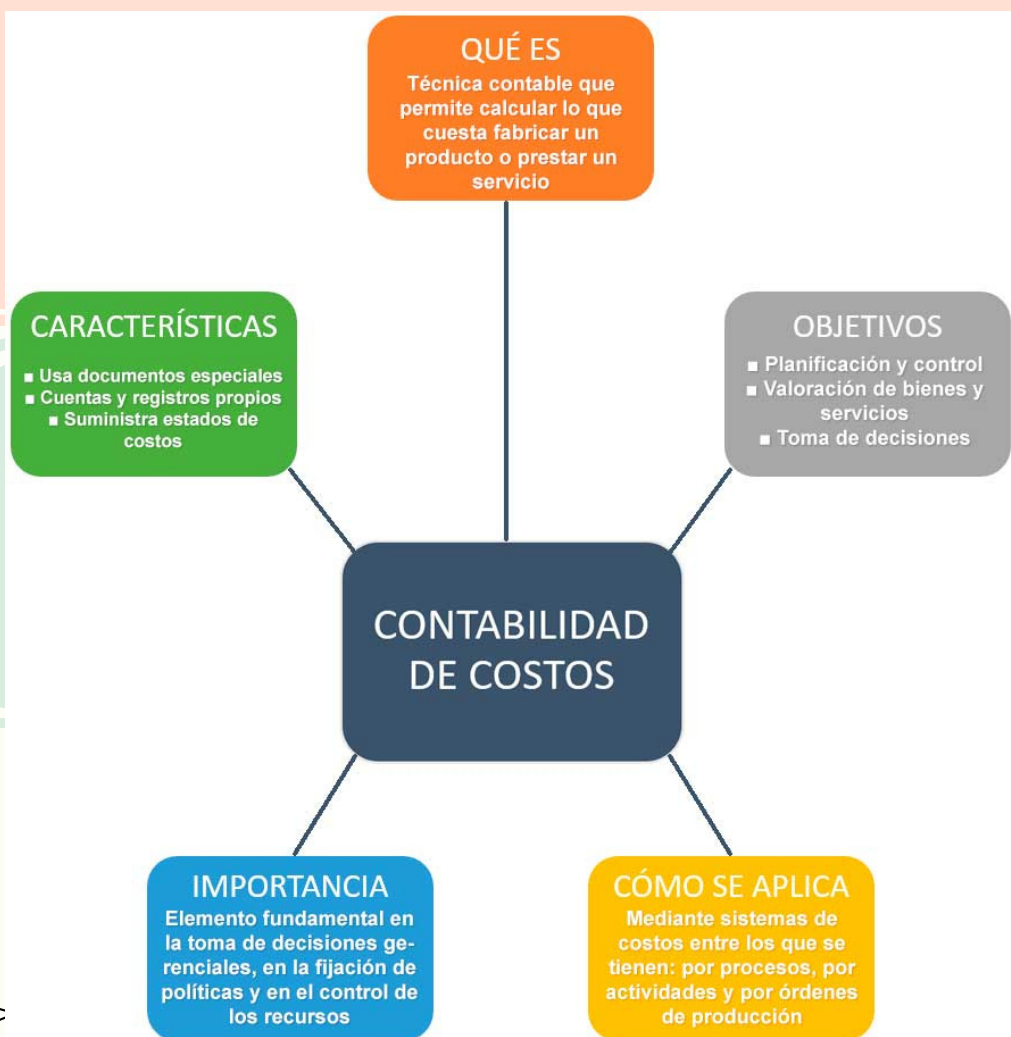 QUÉ ES
Técnica contable que
permite calcular lo que
cuesta fabricar un
producto o prestar un
servicio
CARACTERÍSTICAS
■ Usa documentos especiales
■ Cuentas y registros propios
■ Suministra estados de
costos
OBJETIVOS
■ Planificación y control
■ Valoración de bienes y
servicios
■ Toma de decisiones
CONTABILIDAD
DE COSTOS
IMPORTANCIA
Elemento fundamental en
la toma de decisiones ge-
renciales, en la fijación de
políticas y en el control de
los recursos
CÓMO SE APLICA
Mediante sistemas de
costos entre los que se
tienen: por procesos, por
actividades y por órdenes
de producción